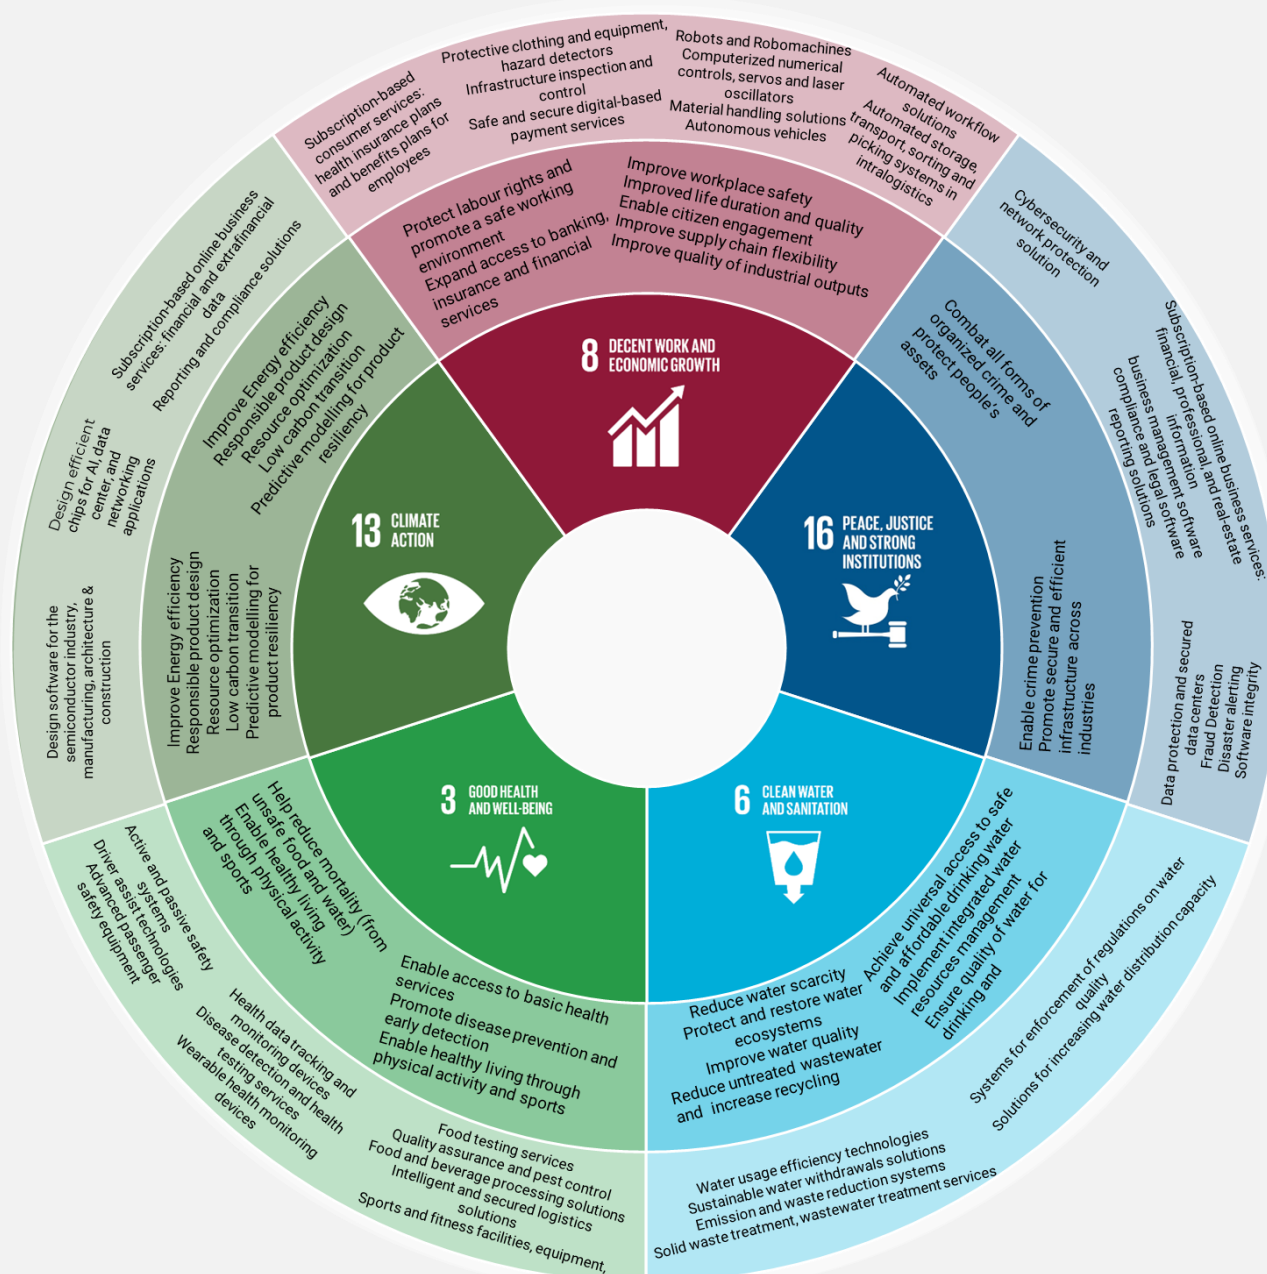 Subscription-based
consumer services:
health insurance plans
and benefits plans for
employees
Protective clothing and equipment,
hazard detectors
Infrastructure inspection and
control
Safe and secure digital-based
payment services
Robots and Robomachines
Computerized numerical
controls, servos and laser
oscillators
Material handling solutions
Autonomous vehicles
Automated workflow
solutions
Automated storage,
transport, sorting and
picking systems in
intralogistics
Protect labour rights and
promote a safe working
environment
Expand access to banking,
insurance and financial
services
Improve workplace safety
Improved life duration and quality
Enable citizen engagement
Improve supply chain flexibility
Improve quality of industrial outputs
8 DECENT WORK AND
ECONOMIC GROWTH
Cybersecurity and
network protection
solution
Subscription-based online business services:
financial, professional, and real-estate
information
business management software
compliance and legal software
reporting solutions
Data protection and secured
data centers
Fraud Detection
Disaster alerting
Software integrity
Combat all forms of
organized crime and
protect people's
assets
Enable crime prevention
Promote secure and efficient
infrastructure across
industries
16 PEACE, JUSTICE
AND STRONG
INSTITUTIONS
6 CLEAN WATER
AND SANITATION
Achieve universal access to safe
and affordable drinking water
Implement integrated water
resources management
Ensure quality of water for
drinking and
Reduce water scarcity
Protect and restore water
ecosystems
Improve water quality
Reduce untreated wastewater
and increase recycling
Systems for enforcement of regulations on water
quality
Solutions for increasing water distribution capacity
Water usage efficiency technologies
Sustainable water withdrawals solutions
Emission and waste reduction systems
Solid waste treatment, wastewater treatment services
3 GOOD HEALTH
AND WELL-BEING
Help reduce mortality (from
unsafe food and water)
Enable healthy living
through physical activity
and sports
Enable access to basic health
services
Promote disease prevention and
early detection
Enable healthy living through
physical activity and sports
Active and passive safety
systems
Driver assist technologies
Advanced passenger
safety equipment
Health data tracking and
monitoring devices
Disease detection and health
testing services
Wearable health monitoring
devices
Food testing services
Quality assurance and pest control
Food and beverage processing solutions
Intelligent and secured logistics
solutions
Sports and fitness facilities, equipment,
13 CLIMATE
ACTION
Improve Energy efficiency
Responsible product design
Resource optimization
Low carbon transition
Predictive modelling for
product resiliency
Improve Energy efficiency
Responsible product design
Resource optimization
Low carbon transition
Predictive modelling for product
resiliency
Design software for the
semiconductor industry,
manufacturing, architecture &
construction
Design efficient
chips for AI, data
center, and
networking
applications
Subscription-based online business
services: financial and extrafinancial
data
Reporting and compliance solutions